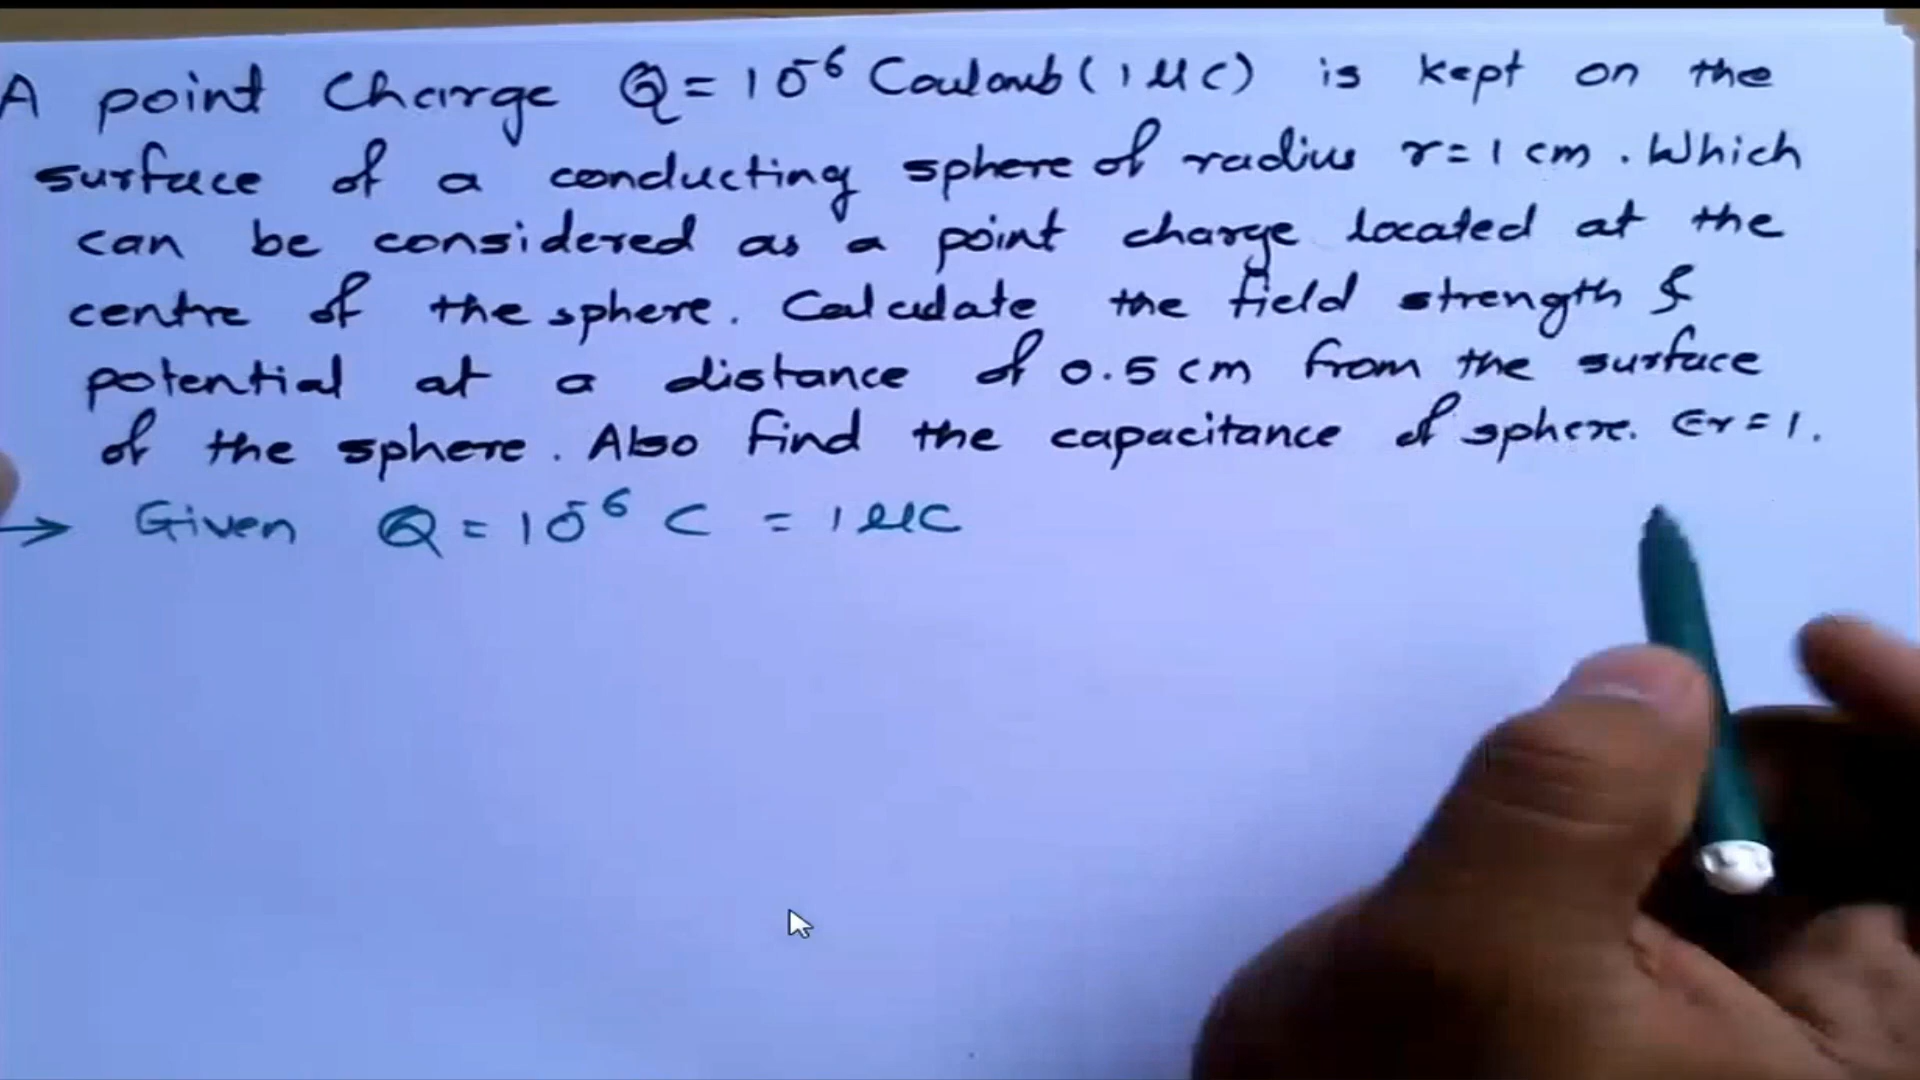 A point Charge Q = 10⁻⁶ Coulomb (1 μC) is kept on the
surface of a conducting sphere of radius r = 1 cm. Which
can be considered as a point charge located at the
centre of the sphere. Calculate the field strength &
potential at a distance of 0.5 cm from the surface
of the sphere. Also find the capacitance of sphere. Er = 1.
→ Given Q = 10⁻⁶ C = 1 μC